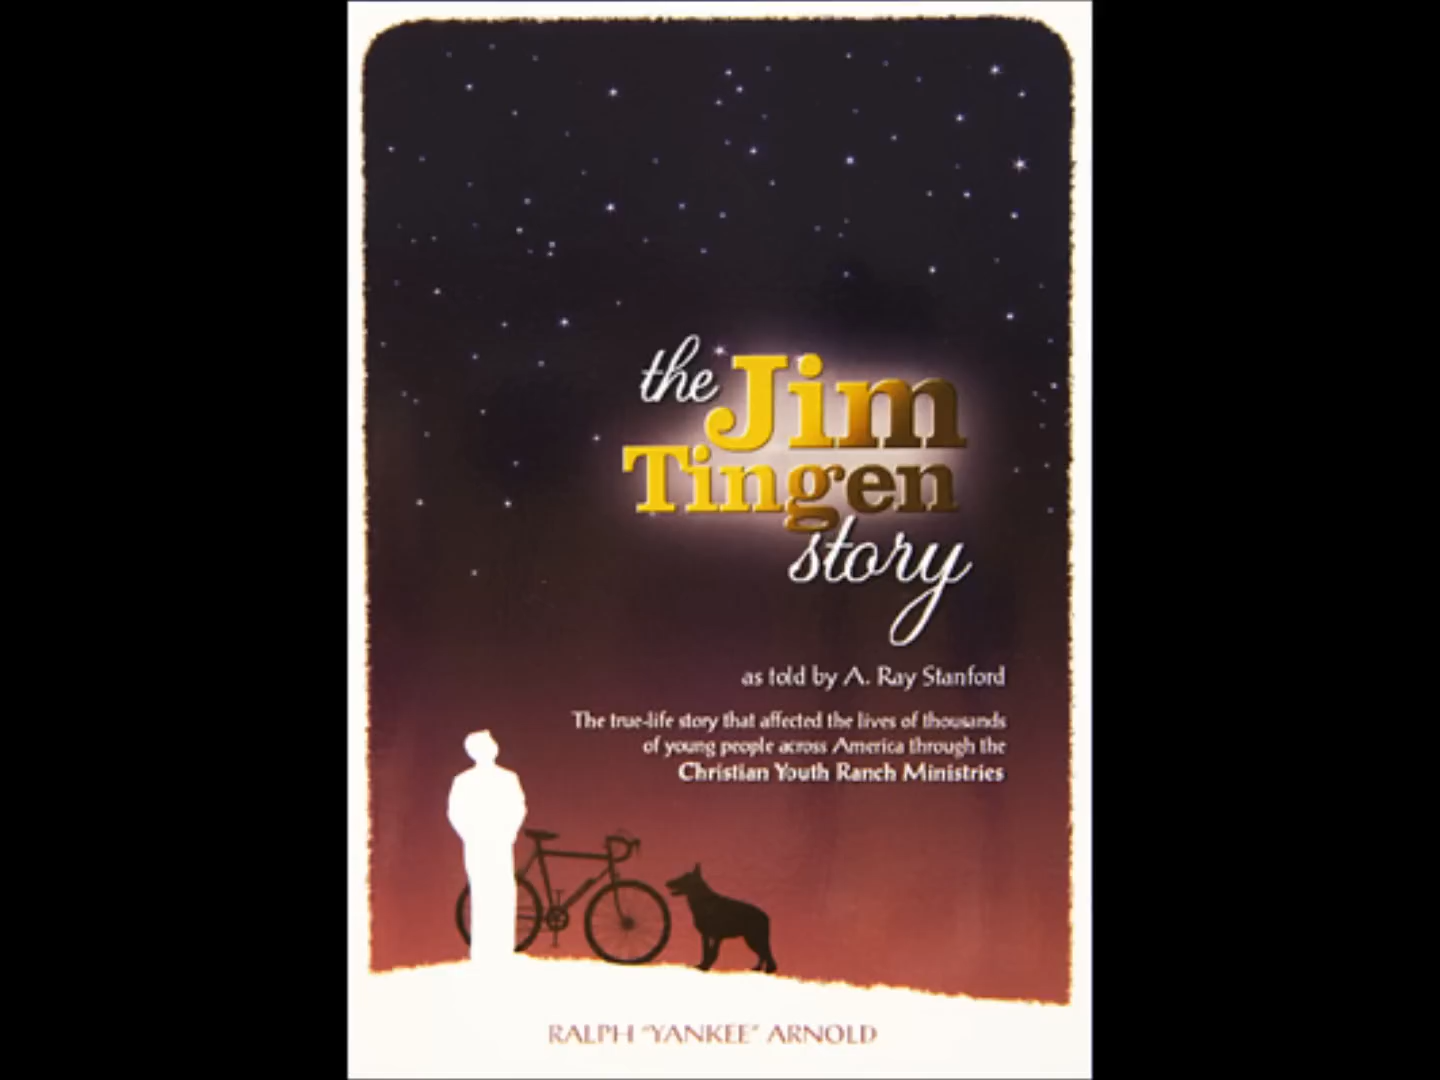 the Jim
Tingen
story
as told by A. Ray Stanford
The true-life story that affected the lives of thousands
of young people across America through the
Christian Youth Ranch Ministries
RALPH "YANKEE" ARNOLD